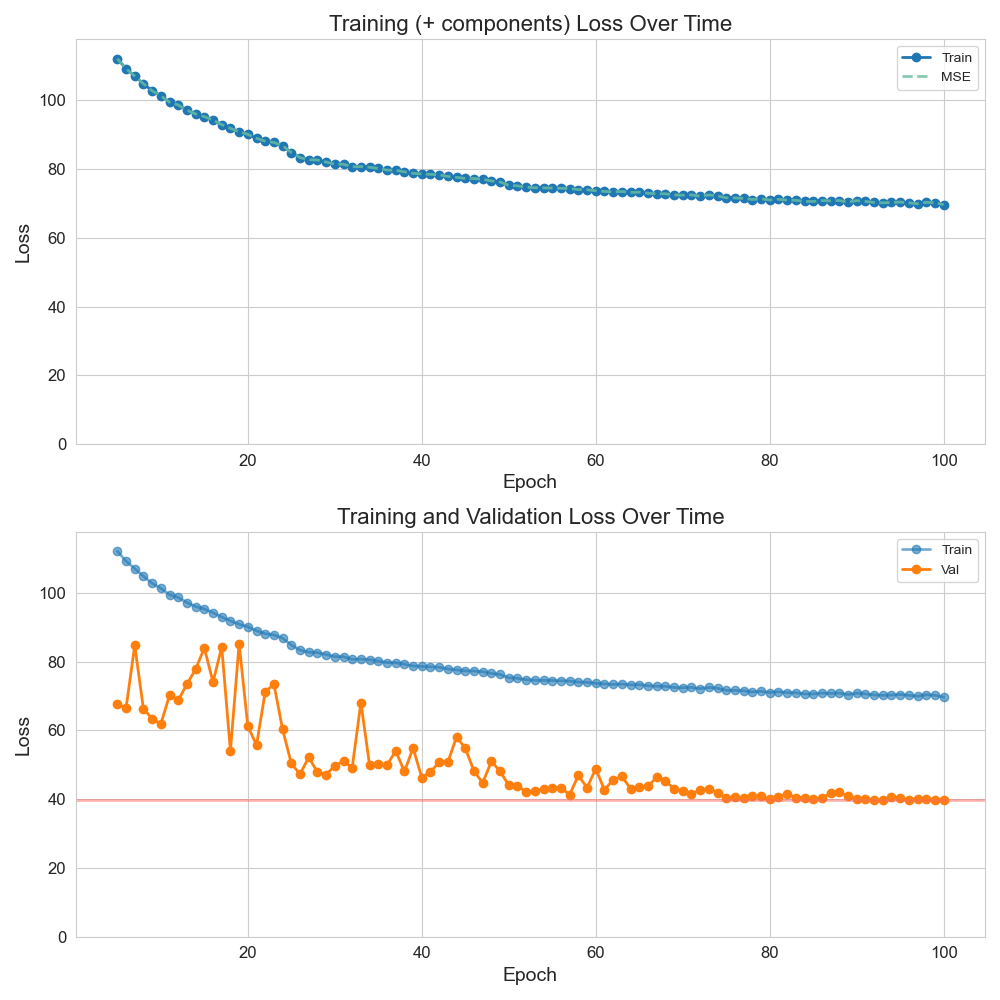 Training (+ components) Loss Over Time
Train
MSE
Loss
100
80
60
40
20
0
20 40 60 80 100
Epoch
Training and Validation Loss Over Time
Train
Val
Loss
100
80
60
40
20
0
20 40 60 80 100
Epoch